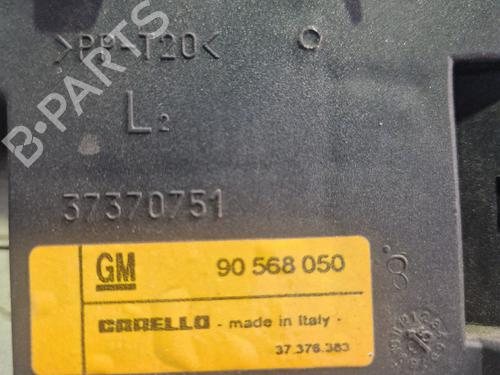 >PP-T20<
L2
37370751
GM 90 568 050
CARELLO - made in Italy -
37.376.383
B-PARTS